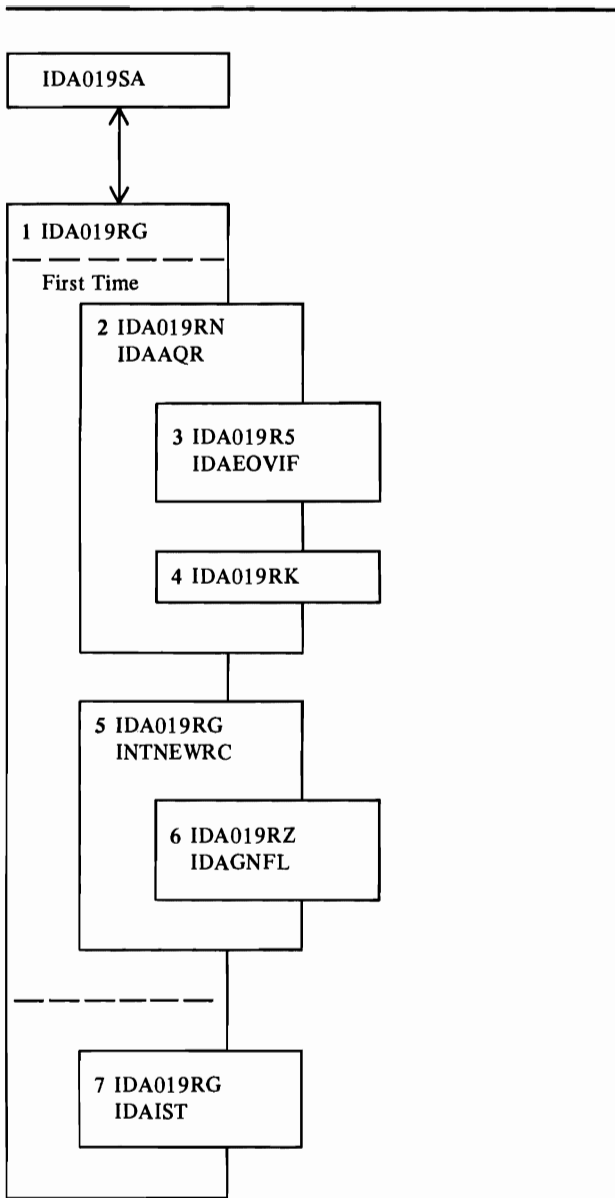 IDA019SA
1 IDA019RG
First Time
2 IDA019RN
IDAAQR
3 IDA019R5
IDAEOVIF
4 IDA019RK
5 IDA019RG
INTNEWRC
6 IDA019RZ
IDAGNFL
7 IDA019RG
IDAIST